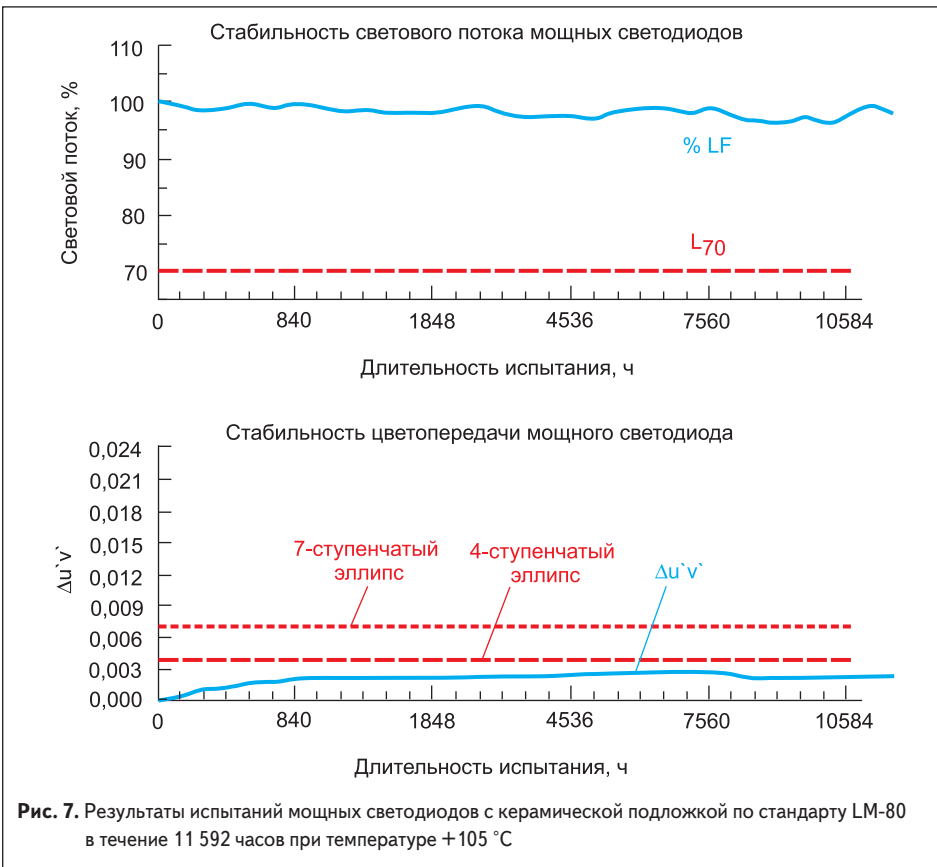 Стабильность светового потока мощных светодиодов
110
100
90
80
70
Световой поток, %
% LF
L70
0 840 1848 4536 7560 10584
Длительность испытания, ч
Стабильность цветопередачи мощного светодиода
0,024
0,021
0,018
0,015
0,012
0,009
0,006
0,003
0,000
Δu`v`
7-ступенчатый
эллипс
4-ступенчатый
эллипс
Δu`v`
0 840 1848 4536 7560 10584
Длительность испытания, ч
Рис. 7. Результаты испытаний мощных светодиодов с керамической подложкой по стандарту LM-80
в течение 11 592 часов при температуре +105 °C